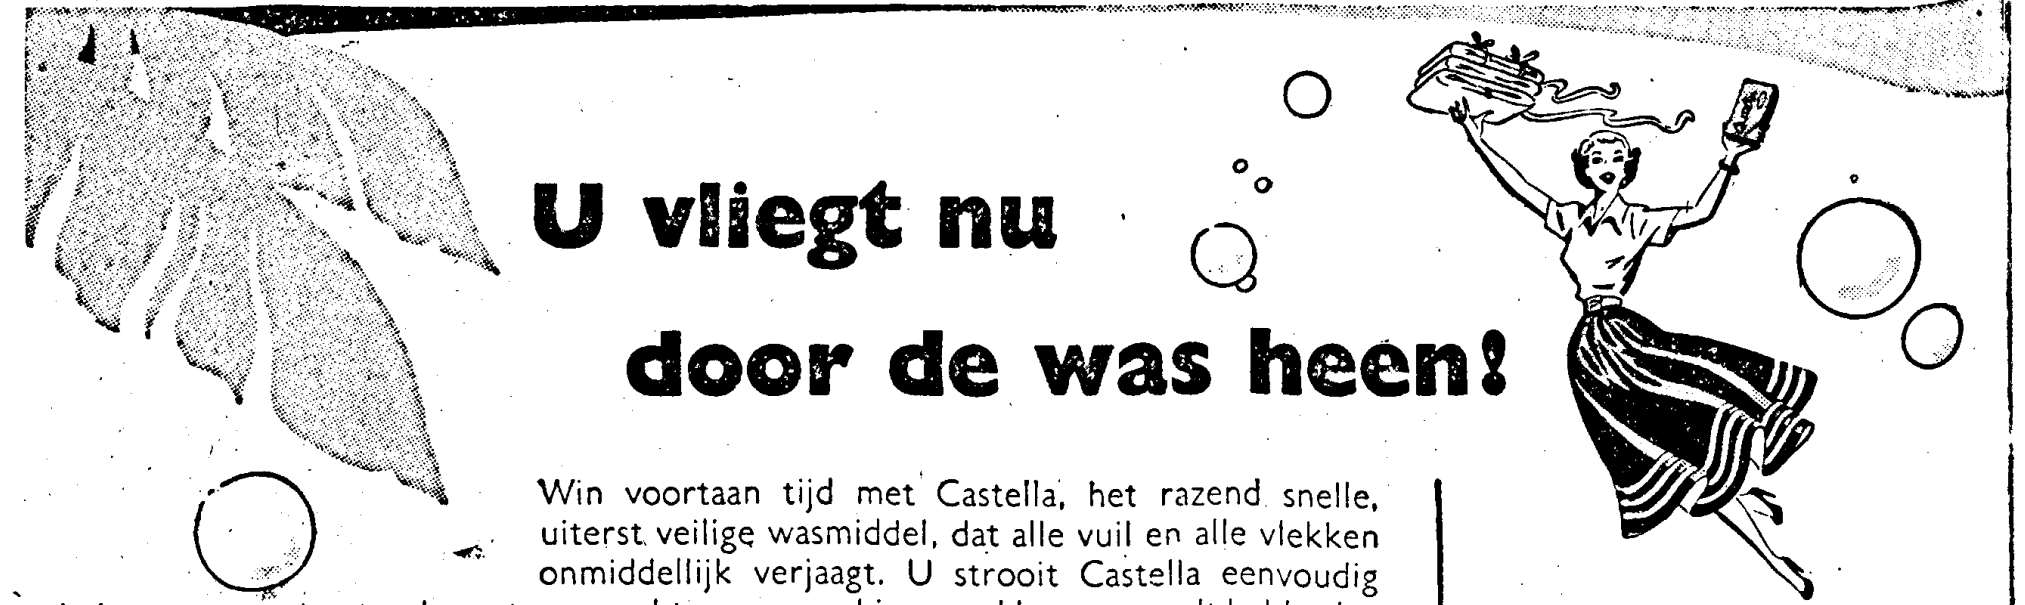 U vliegt nu
door de was heen!
Win voortaan tijd met Castella, het razend snelle,
uiterst veilige wasmiddel, dat alle vuil en alle vlekken
onmiddellijk verjaagt. U strooit Castella eenvoudig